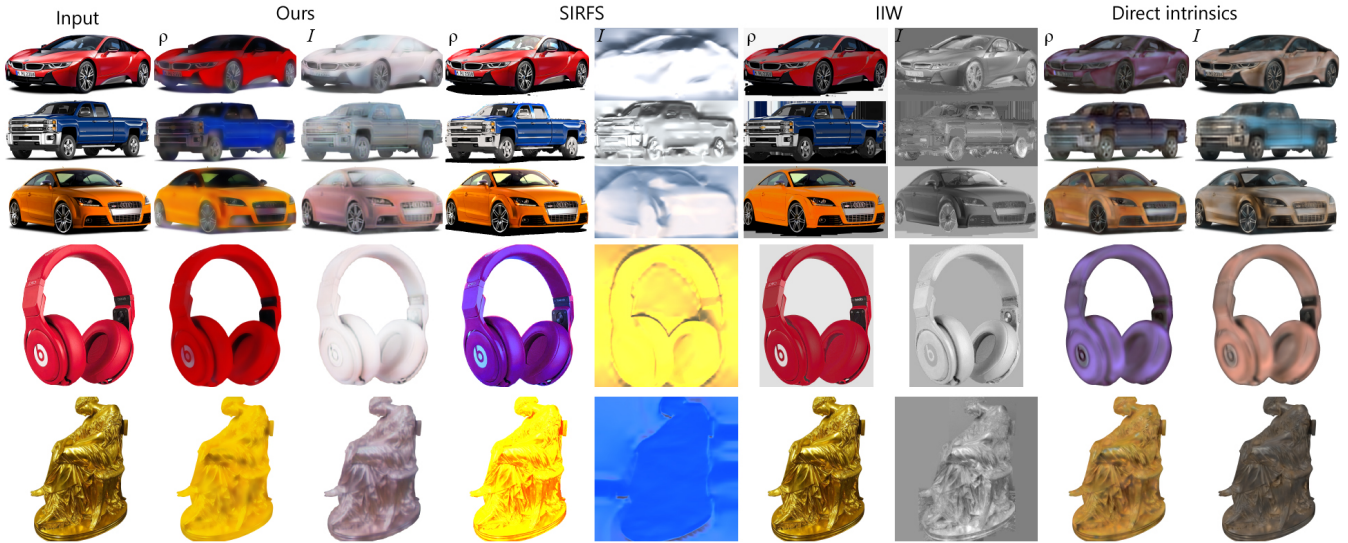 Input Ours SIRFS IIW Direct intrinsics
ρ I ρ I ρ I ρ I
b b b b b b